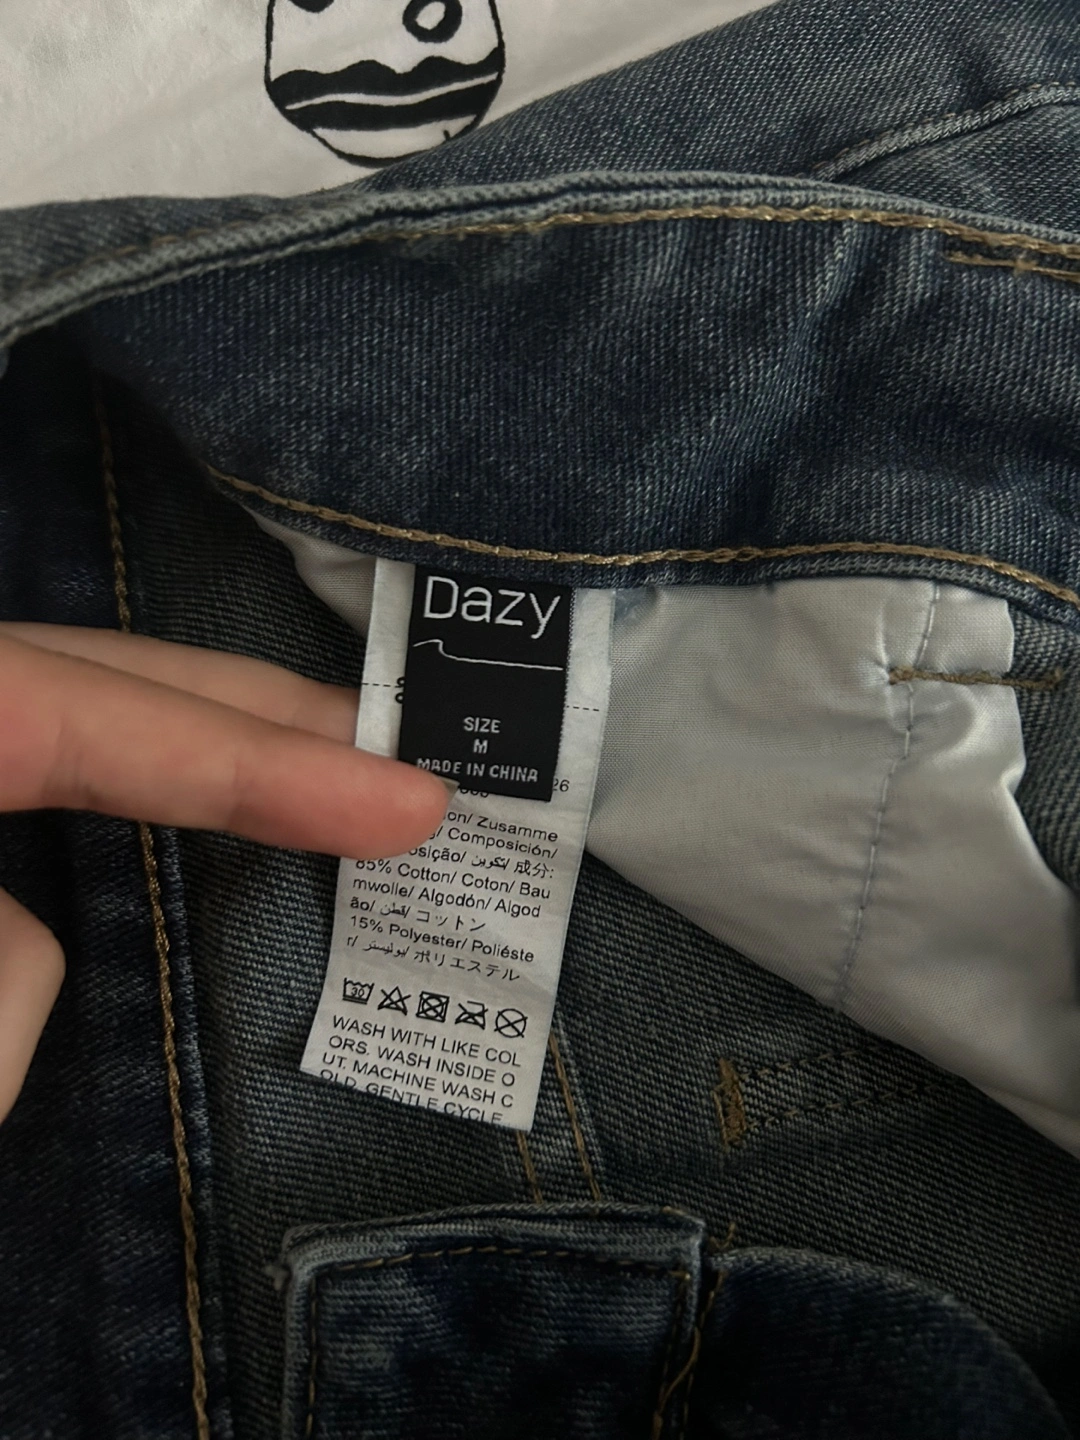 Dazy
SIZE
M
MADE IN CHINA
26
Zusamme
Composición/
تكوين/ 成分:
85% Cotton/ Coton/ Bau
mwolle/ Algodón/ Algod
ão/ قطن/ コットン
15% Polyester/ Poliéste
r/ بوليستر/ ポリエステル
30
WASH WITH LIKE COL
ORS. WASH INSIDE O
UT. MACHINE WASH C
OLD. GENTLE CYCLE